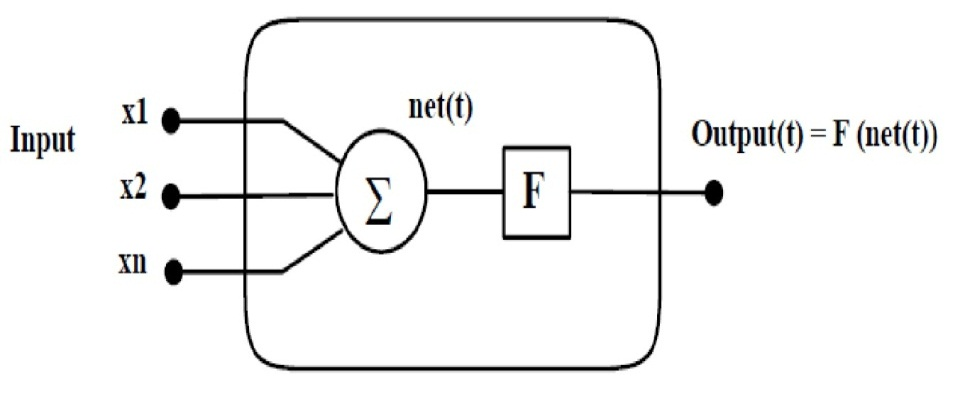 Input
x1
x2
xn
net(t)
Σ
F
Output(t) = F (net(t))